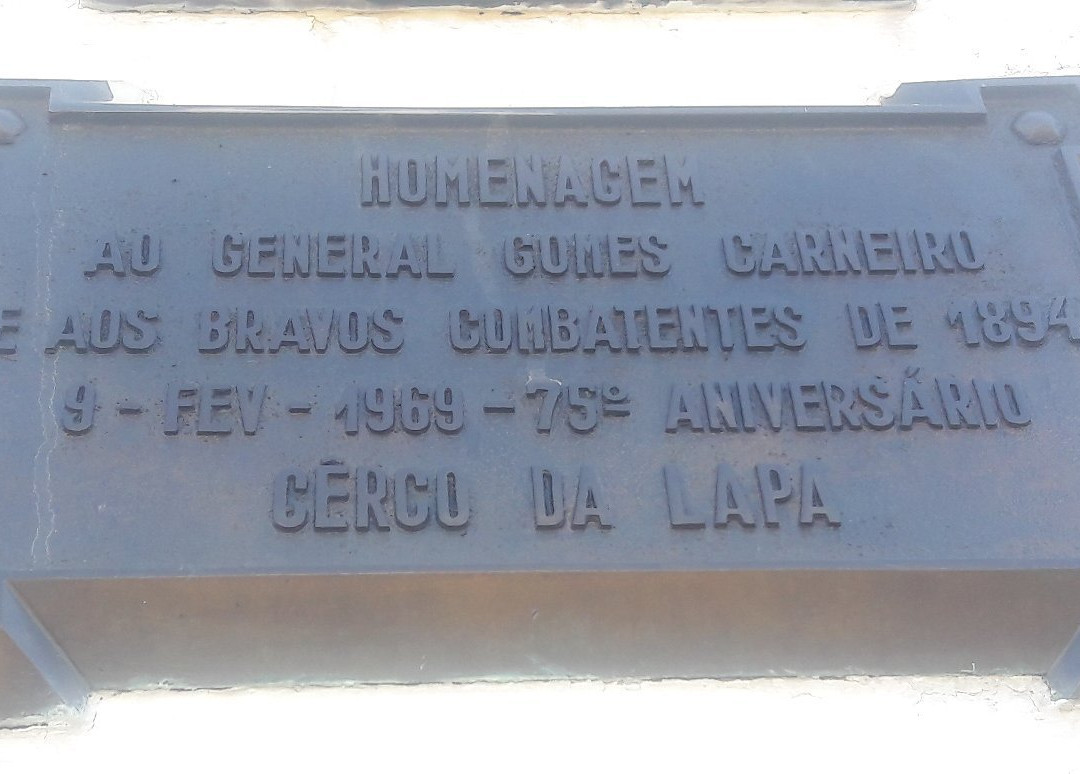 HOMENAGEM
AO GENERAL GOMES CARNEIRO
E AOS BRAVOS COMBATENTES DE 1894
9 - FEV - 1969 - 75º ANIVERSÁRIO
CÊRCO DA LAPA